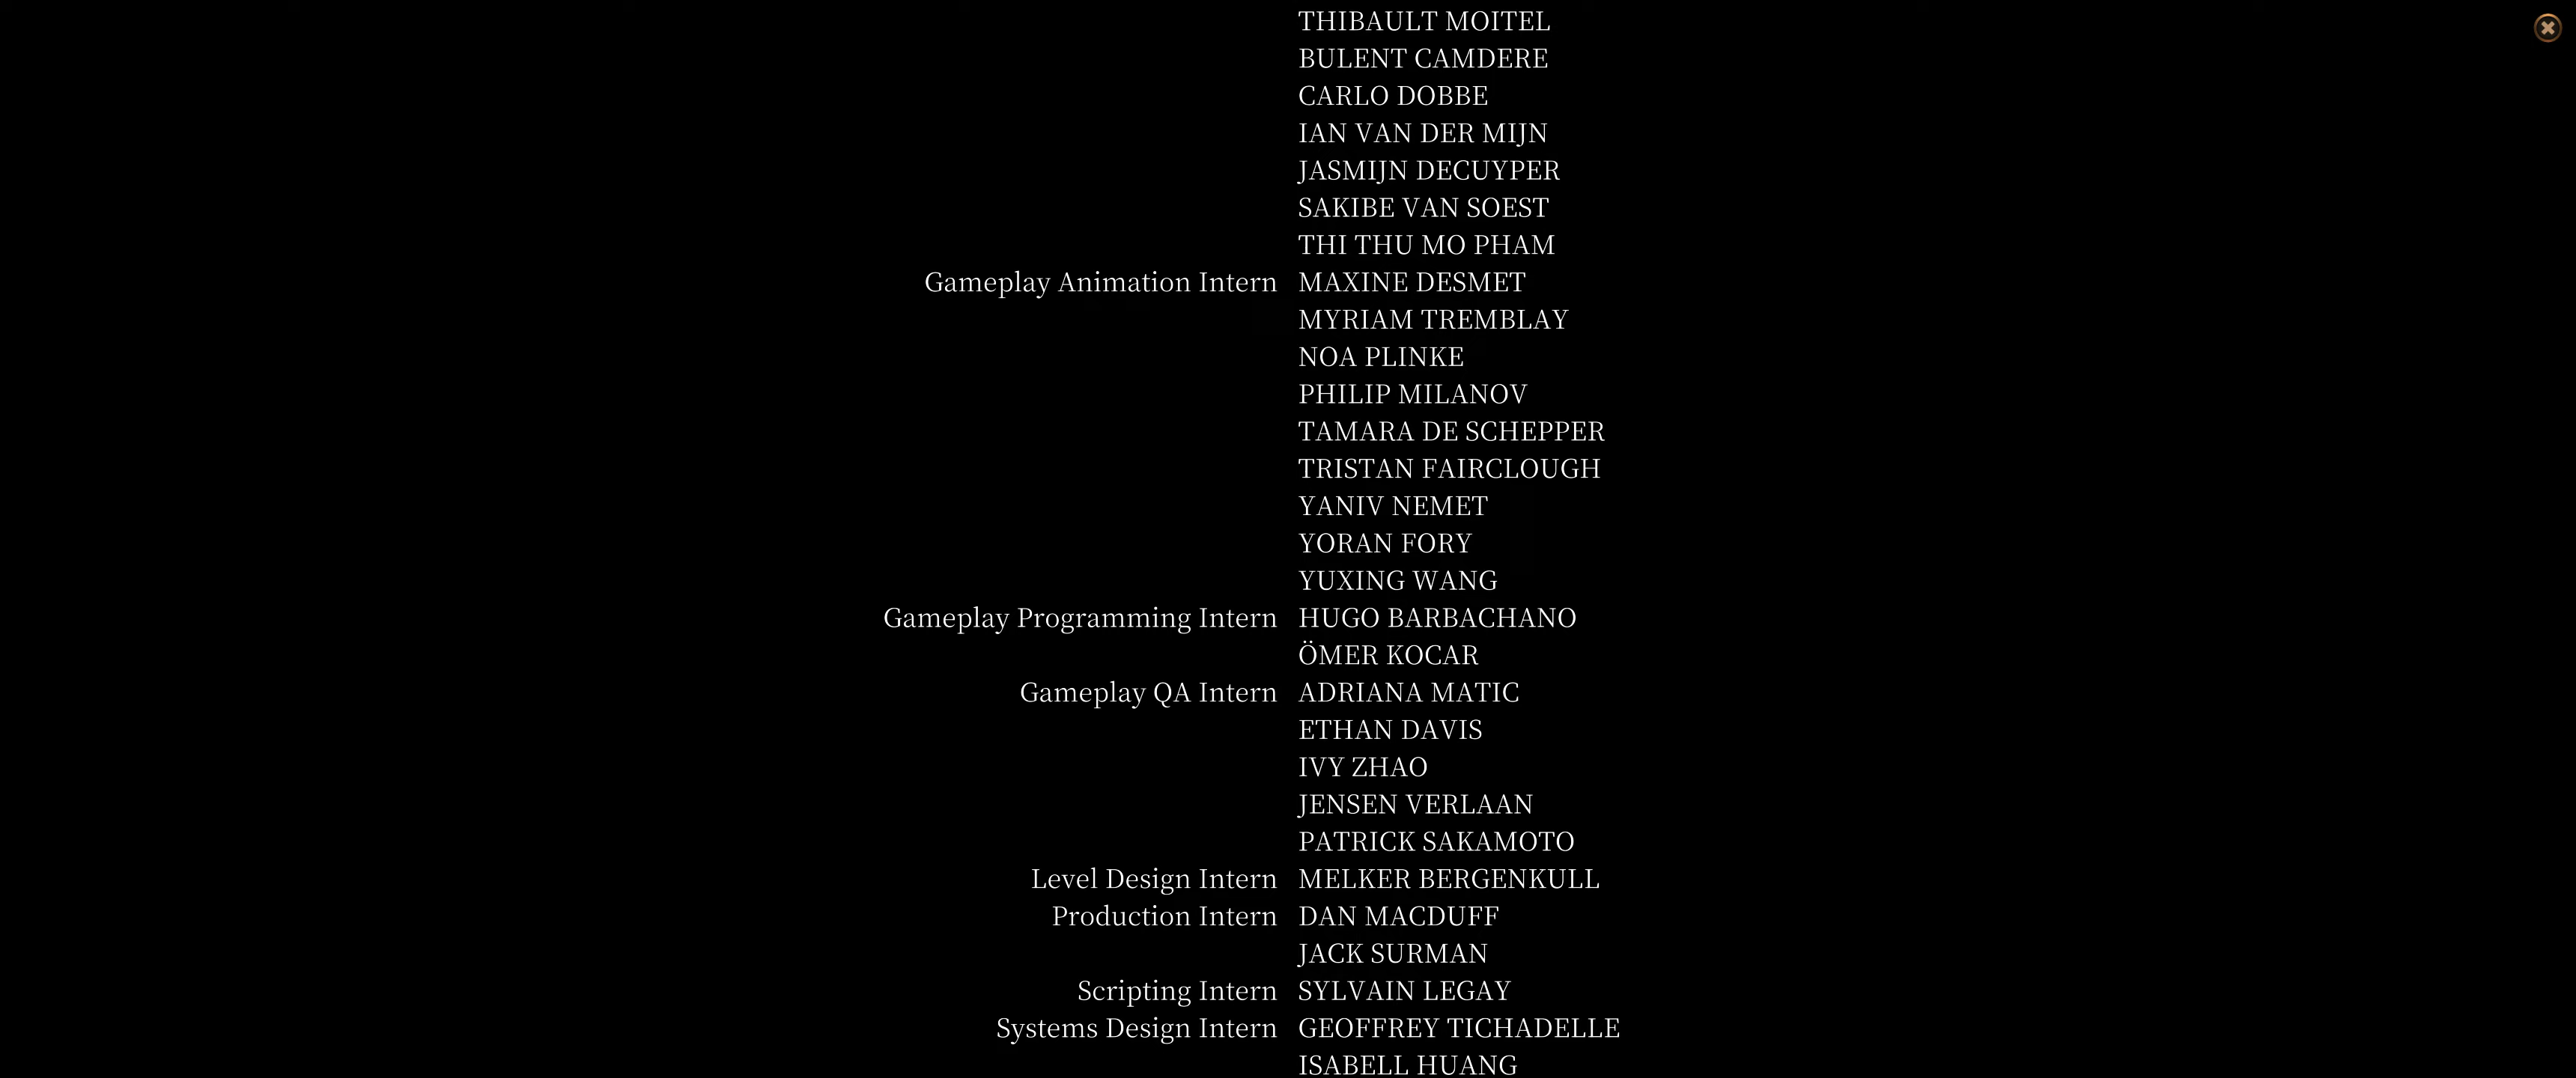 THIBAULT MOITEL
BULENT CAMDERE
CARLO DOBBE
IAN VAN DER MIJN
JASMIJN DECUYPER
SAKIBE VAN SOEST
THI THU MO PHAM
Gameplay Animation Intern MAXINE DESMET
MYRIAM TREMBLAY
NOA PLINKE
PHILIP MILANOV
TAMARA DE SCHEPPER
TRISTAN FAIRCLOUGH
YANIV NEMET
YORAN FORY
YUXING WANG
Gameplay Programming Intern HUGO BARBACHANO
ÖMER KOCAR
Gameplay QA Intern ADRIANA MATIC
ETHAN DAVIS
IVY ZHAO
JENSEN VERLAAN
PATRICK SAKAMOTO
Level Design Intern MELKER BERGENKULL
Production Intern DAN MACDUFF
JACK SURMAN
Scripting Intern SYLVAIN LEGAY
Systems Design Intern GEOFFREY TICHADELLE
ISABELL HUANG